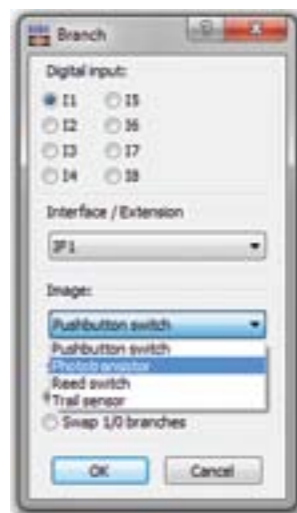 Branch
Digital input:
I1 I5
I2 I6
I3 I7
I4 I8
Interface / Extension
IF1
Image:
Pushbutton switch
Pushbutton switch
Phototransistor
Reed switch
Trail sensor
Swap 1/0 branches
OK Cancel